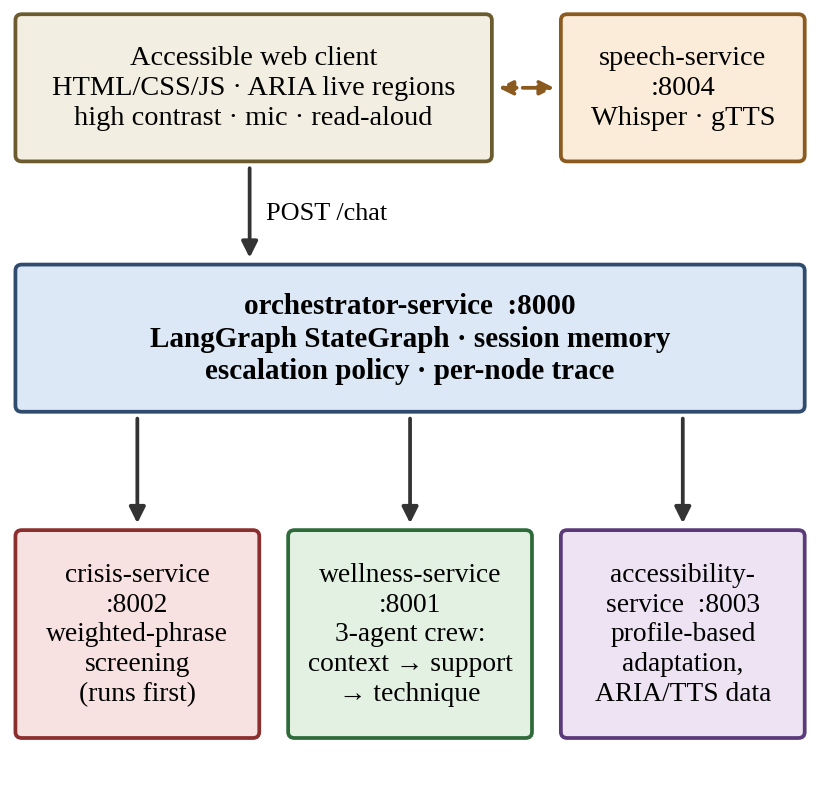 Accessible web client
HTML/CSS/JS · ARIA live regions
high contrast · mic · read-aloud
speech-service
:8004
Whisper · gTTS
POST /chat
orchestrator-service :8000
LangGraph StateGraph · session memory
escalation policy · per-node trace
crisis-service
:8002
weighted-phrase
screening
(runs first)
wellness-service
:8001
3-agent crew:
context → support
→ technique
accessibility-
service :8003
profile-based
adaptation,
ARIA/TTS data